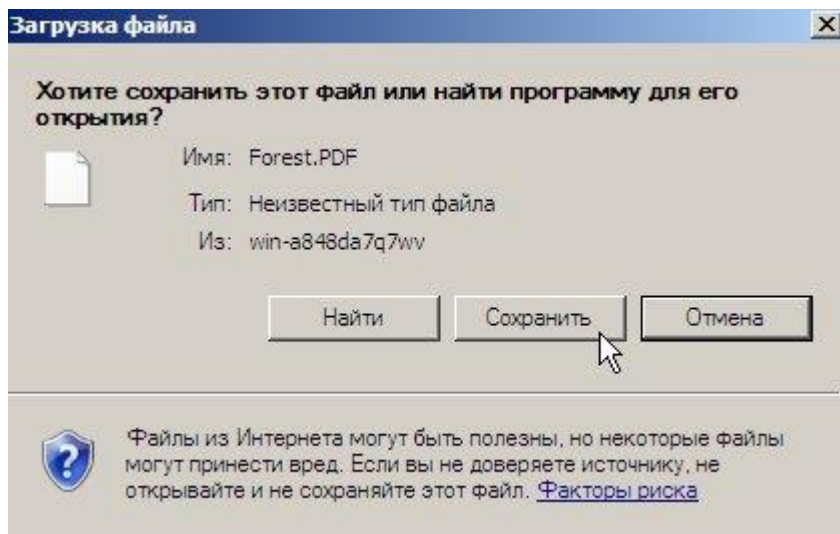 Загрузка файла
Хотите сохранить этот файл или найти программу для его
открытия?
Имя: Forest.PDF
Тип: Неизвестный тип файла
Из: win-a848da7q7wv
Найти Сохранить Отмена
Файлы из Интернета могут быть полезны, но некоторые файлы
могут принести вред. Если вы не доверяете источнику, не
открывайте и не сохраняйте этот файл. Факторы риска